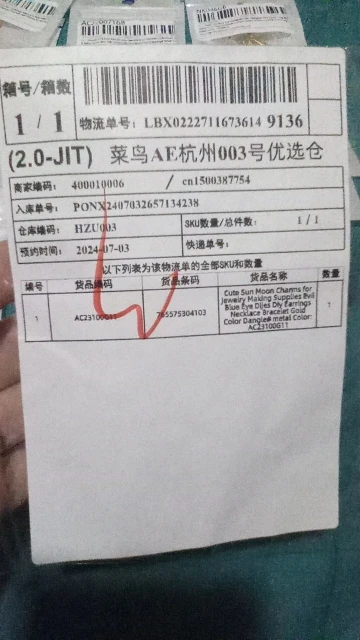 箱号/箱数
1 / 1
物流单号: LBX0222711673614 9136
(2.0-JIT) 菜鸟AE杭州003号优选仓
商家编码: 400010006 / cn1500387754
入库单号: PONX2407032657134238
仓库编码: HZU003 SKU数量/总件数: 1 / 1
预约时间: 2024-07-03 快递单号:
以下列表为该物流单的全部SKU和数量
编号 货品编码 货品条码 货品名称 数量
1 AC23100G11 795575304103 1
Cute Sun Moon Charms for
Jewelry Making Supplies Evil
Blue Eye Dijes Diy Earrings
Necklace Bracelet Gold
Color Dangle# metal Color:
AC23100G11